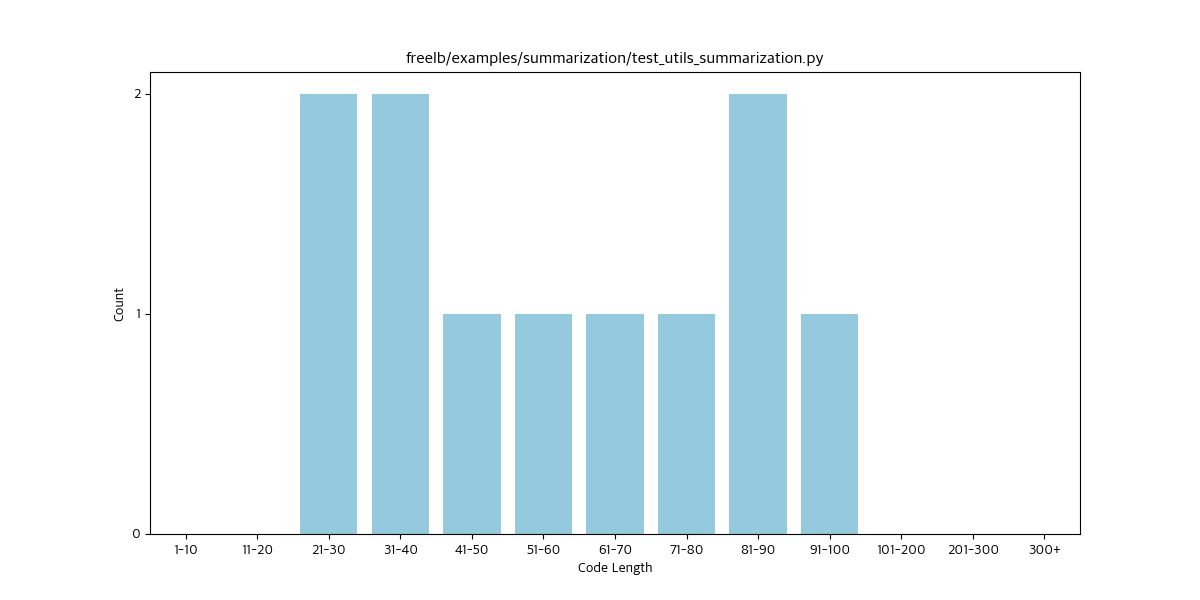 freelb/examples/summarization/test_utils_summarization.py
Count
2
1
0
1-10 11-20 21-30 31-40 41-50 51-60 61-70 71-80 81-90 91-100 101-200 201-300 300+
Code Length